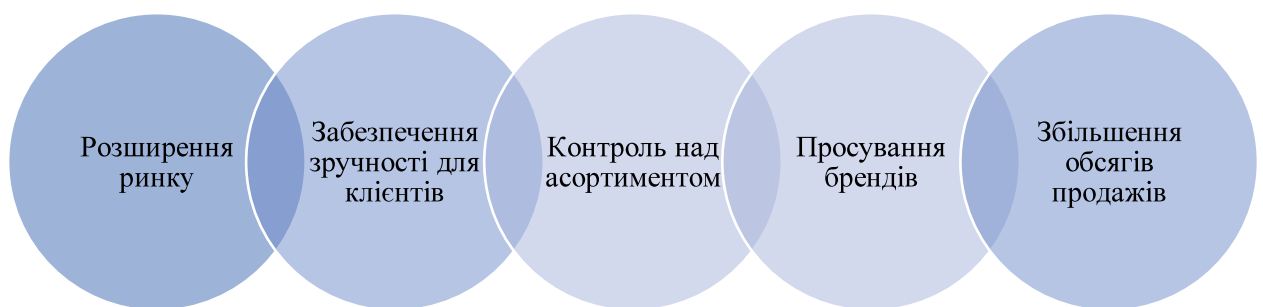 Розширення
ринку
Забезпечення
зручності для
клієнтів
Контроль над
асортиментом
Просування
брендів
Збільшення
обсягів
продажів